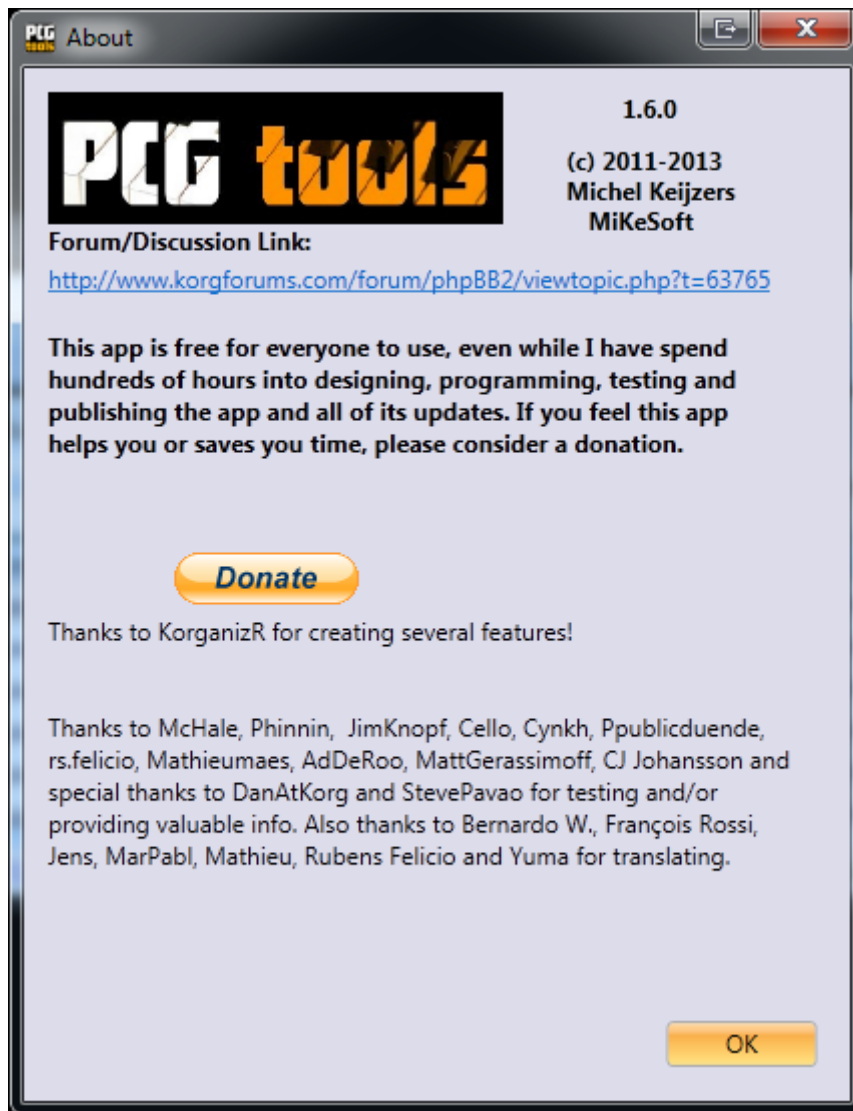 PCG tools About
PCG tools
1.6.0
(c) 2011-2013
Michel Keijzers
MiKeSoft
Forum/Discussion Link:
http://www.korgforums.com/forum/phpBB2/viewtopic.php?t=63765
This app is free for everyone to use, even while I have spend
hundreds of hours into designing, programming, testing and
publishing the app and all of its updates. If you feel this app
helps you or saves you time, please consider a donation.
Donate
Thanks to KorganizR for creating several features!
Thanks to McHale, Phinnin,  JimKnopf, Cello, Cynkh, Ppublicduende,
rs.felicio, Mathieumaes, AdDeRoo, MattGerassimoff, CJ Johansson and
special thanks to DanAtKorg and StevePavao for testing and/or
providing valuable info. Also thanks to Bernardo W., François Rossi,
Jens, MarPabl, Mathieu, Rubens Felicio and Yuma for translating.
OK